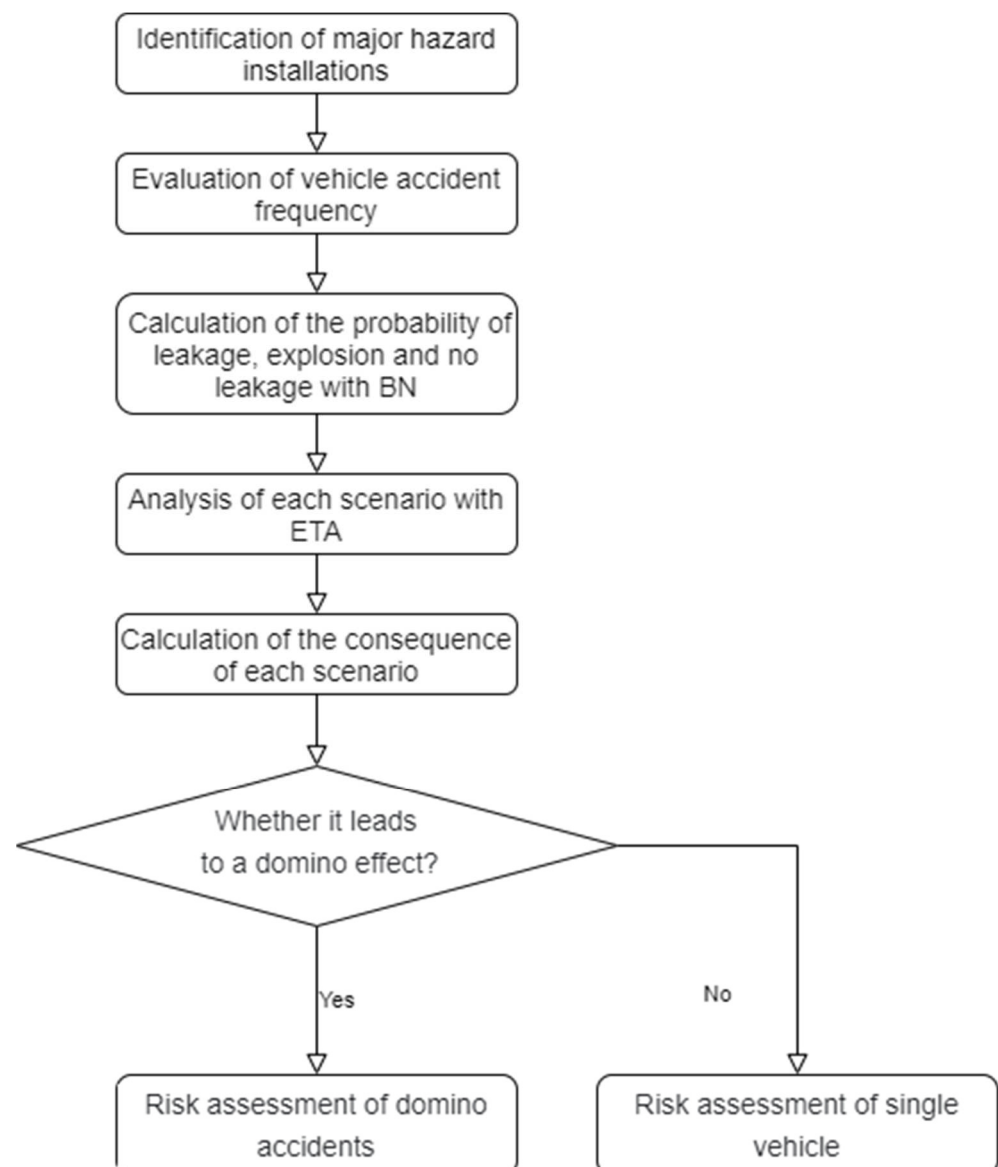 Identification of major hazard
installations
Evaluation of vehicle accident
frequency
Calculation of the probability of
leakage, explosion and no
leakage with BN
Analysis of each scenario with
ETA
Calculation of the consequence
of each scenario
Whether it leads
to a domino effect?
Yes
No
Risk assessment of domino
accidents
Risk assessment of single
vehicle